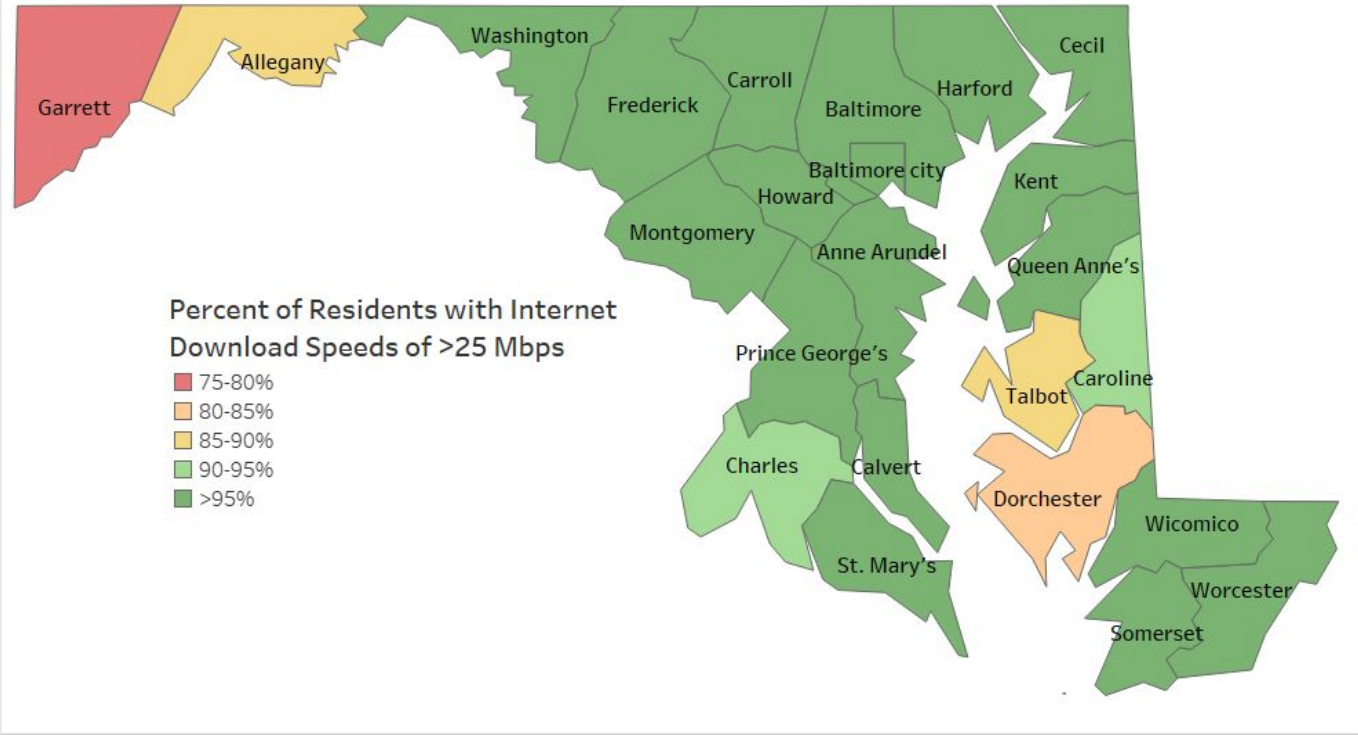 Washington
Cecil
Allegany
Carroll
Harford
Garrett
Frederick
Baltimore
Baltimore city
Kent
Howard
Montgomery
Anne Arundel
Queen Anne's
Percent of Residents with Internet
Download Speeds of >25 Mbps
75-80%
80-85%
85-90%
90-95%
>95%
Prince George's
Caroline
Talbot
Charles
Calvert
Dorchester
Wicomico
St. Mary's
Worcester
Somerset